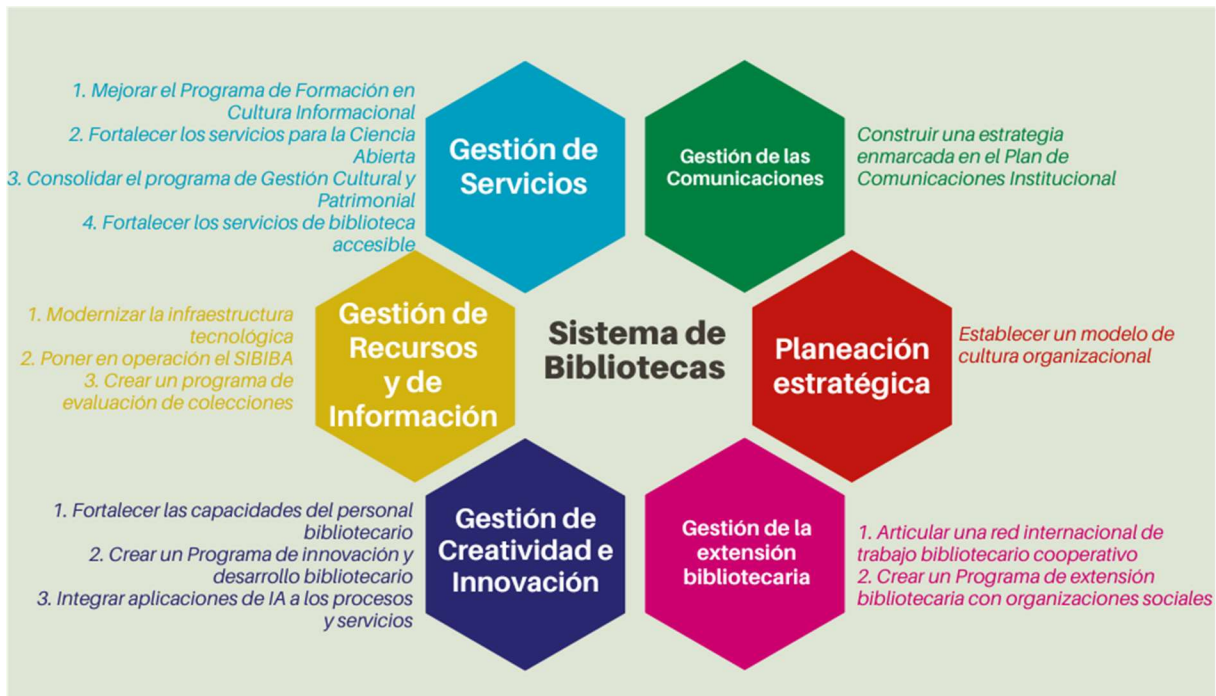 1. Mejorar el Programa de Formación en
Cultura Informacional
2. Fortalecer los servicios para la Ciencia
Abierta
3. Consolidar el programa de Gestión Cultural y
Patrimonial
4. Fortalecer los servicios de biblioteca
accesible
Gestión de
Servicios
Gestión de las
Comunicaciones
Construir una estrategia
enmarcada en el Plan de
Comunicaciones Institucional
1. Modernizar la infraestructura
tecnológica
2. Poner en operación el SIBIBA
3. Crear un programa de
evaluación de colecciones
Gestión de
Recursos
y de
Información
Sistema de
Bibliotecas
Planeación
estratégica
Establecer un modelo de
cultura organizacional
1. Fortalecer las capacidades del personal
bibliotecario
2. Crear un Programa de innovación y
desarrollo bibliotecario
3. Integrar aplicaciones de IA a los procesos
y servicios
Gestión de
Creatividad e
Innovación
Gestión de la
extensión
bibliotecaria
1. Articular una red internacional de
trabajo bibliotecario cooperativo
2. Crear un Programa de extensión
bibliotecaria con organizaciones sociales